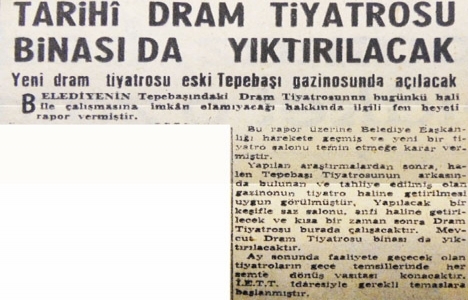 TARİHÎ DRAM TİYATROSU
BİNASI DA YIKTIRILACAK
Yeni dram tiyatrosu eski Tepebaşı gazinosunda açılacak
BELEDİYENİN Tepebaşındaki Dram Tiyatrosunun bugünkü hali
ile çalışmasına imkân olamıyacağı hakkında ilgili fen heyeti
rapor vermiştir.
Bu rapor üzerine Belediye Başkan-
lığı harekete geçmiş ve yeni bir ti-
yatro salonu temin etmeğe karar ver-
miştir.
Yapılan araştırmalardan sonra, ha-
len Tepebaşı Tiyatrosunun arkasın-
da bulunan ve tahliye edilmiş olan
gazinonun tiyatro haline getirilmesi
uygun görülmüştür. Yapılacak bir
keşifle saz salonu, anfi haline getiri-
lecek ve kısa bir zaman sonra Dram
Tiyatrosu burada çalışacaktır. Mev-
cut Dram Tiyatrosu binası da yık-
tırılacaktır.
Ay sonunda faaliyete geçecek olan
tiyatroların gece temsillerinde her
semte dönüş vasıtası konacaktır.
İ.E.T.T. idaresiyle gerekli temaslara
başlanmıştır.